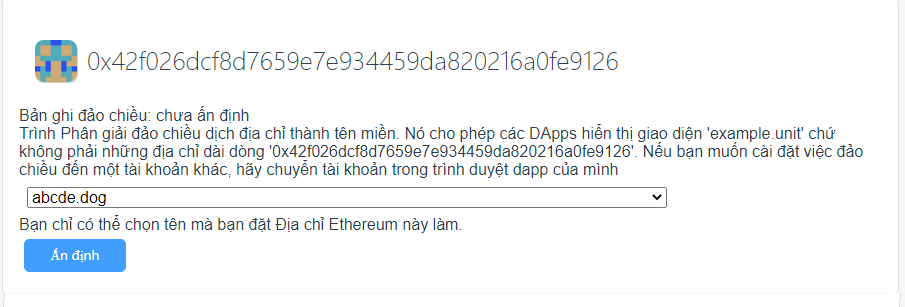 0x42f026dcf8d7659e7e934459da820216a0fe9126
Bản ghi đảo chiều: chưa ấn định
Trình Phân giải đảo chiều dịch địa chỉ thành tên miền. Nó cho phép các DApps hiển thị giao diện 'example.unit' chứ
không phải những địa chỉ dài dòng '0x42f026dcf8d7659e7e934459da820216a0fe9126'. Nếu bạn muốn cài đặt việc đảo
chiều đến một tài khoản khác, hãy chuyển tài khoản trong trình duyệt dapp của mình
abcde.dog
Bạn chỉ có thể chọn tên mà bạn đặt Địa chỉ Ethereum này làm.
Ấn định